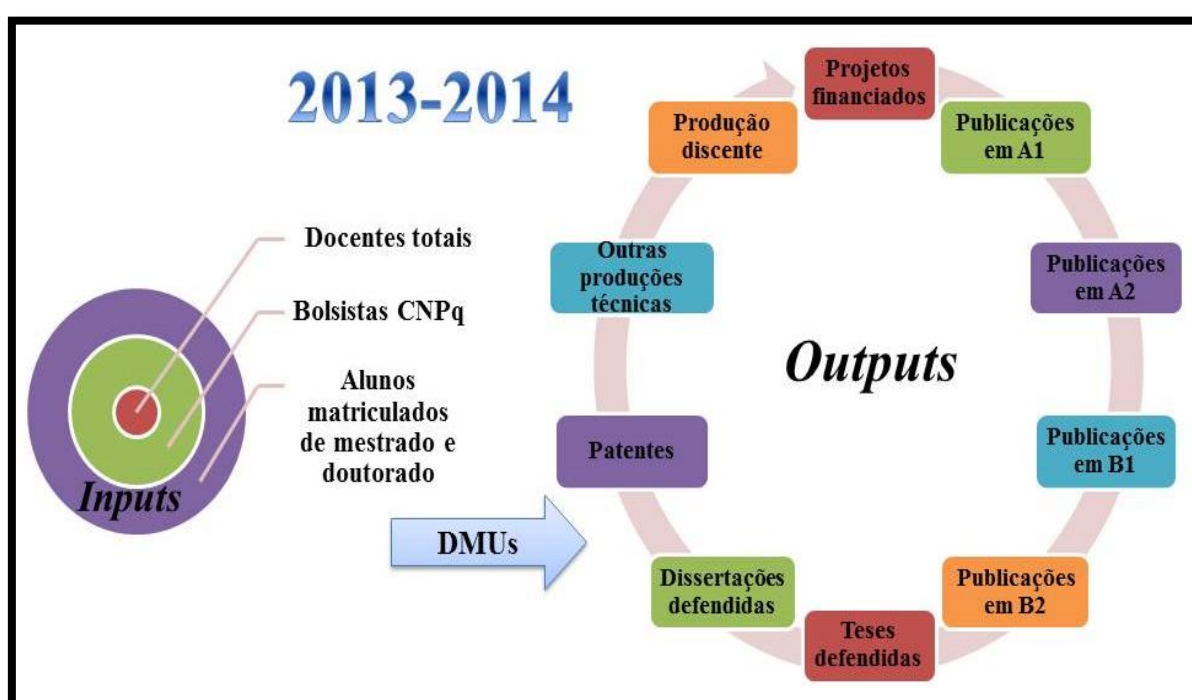 2013-2014
Docentes totais
Bolsistas CNPq
Alunos
matriculados
de mestrado e
doutorado
Inputs
DMUs
Outputs
Projetos
financiados
Publicações
em A1
Publicações
em A2
Publicações
em B1
Publicações
em B2
Teses
defendidas
Dissertações
defendidas
Patentes
Outras
produções
técnicas
Produção
discente